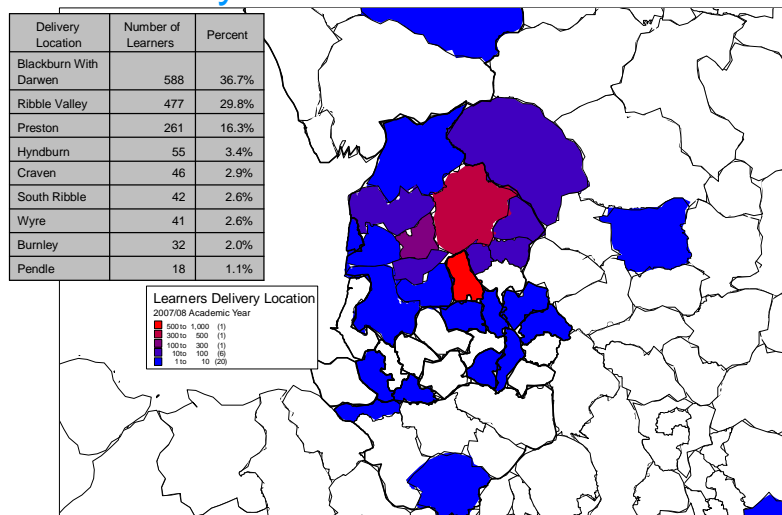 Delivery Location Number of Learners Percent
Blackburn With Darwen 588 36.7%
Ribble Valley 477 29.8%
Preston 261 16.3%
Hyndburn 55 3.4%
Craven 46 2.9%
South Ribble 42 2.6%
Wyre 41 2.6%
Burnley 32 2.0%
Pendle 18 1.1%
Learners Delivery Location
2007/08 Academic Year
500 to 1,000 (1)
300 to 500 (1)
100 to 300 (1)
10 to 100 (6)
1 to 10 (20)